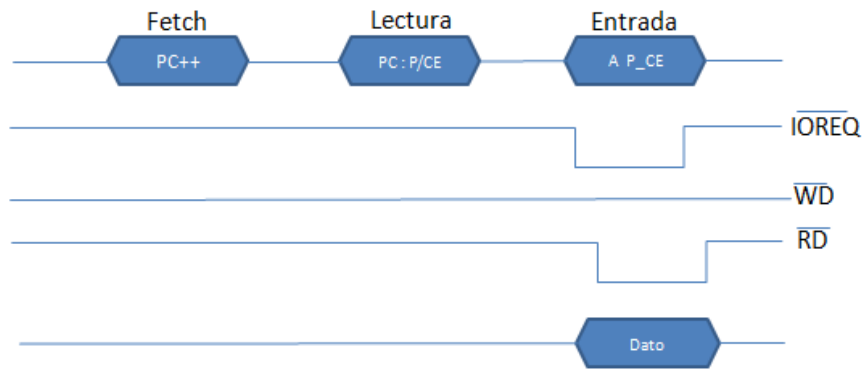 Fetch
Lectura
Entrada
PC++
PC : P/CE
A P_CE
IOREQ
WD
RD
Dato